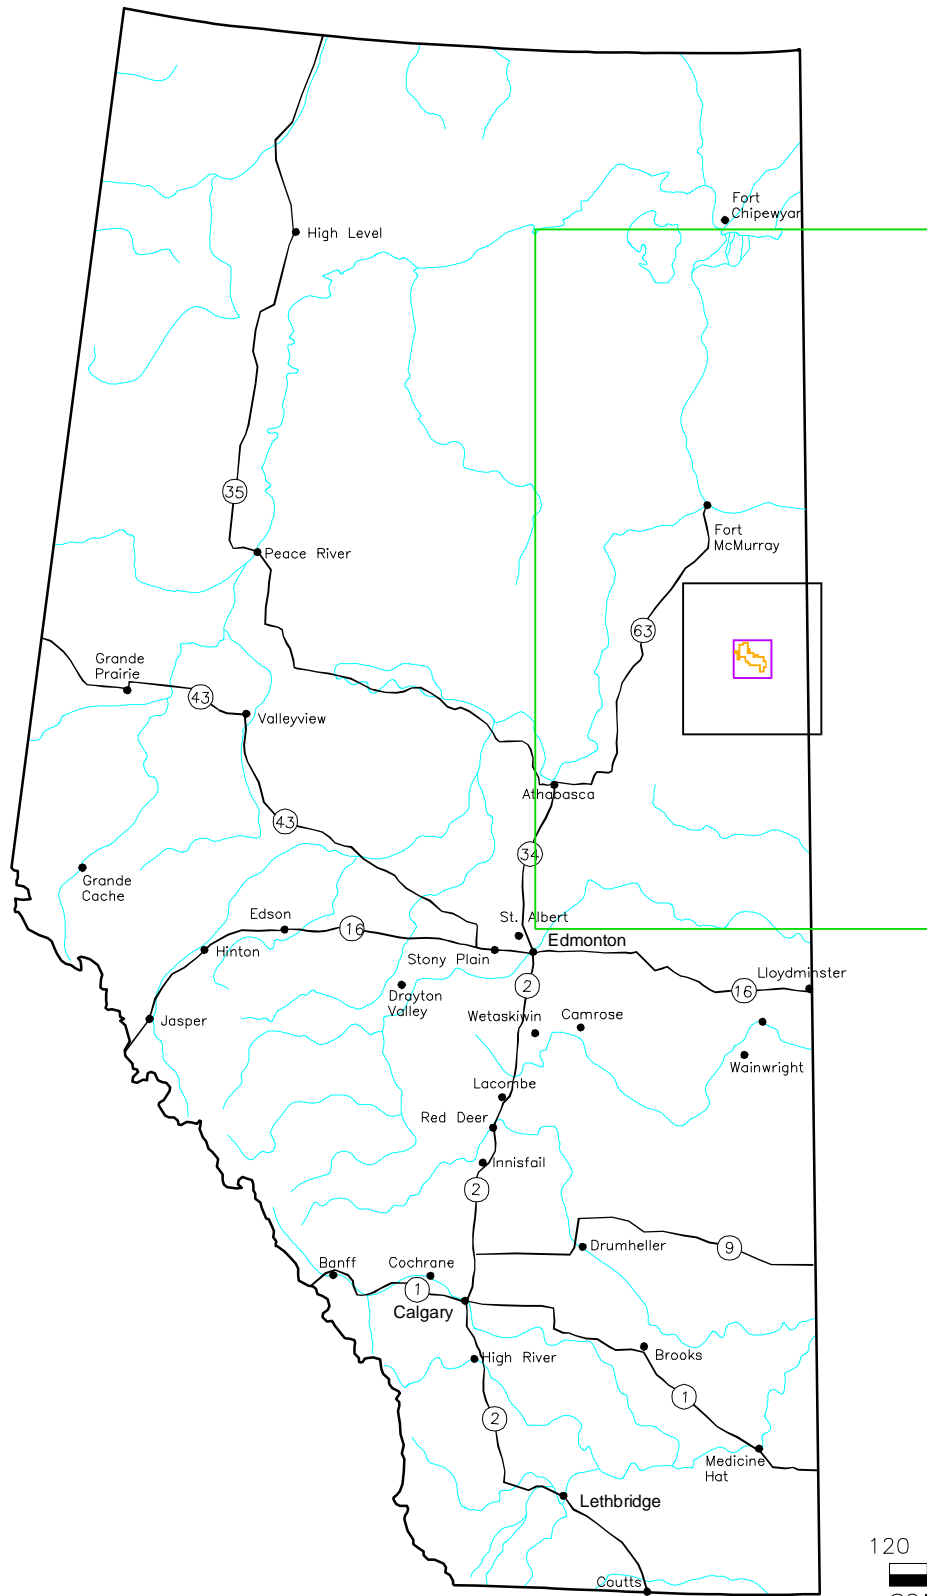 Fort
Chipewyan
High Level
35
Peace River
Fort
McMurray
63
Grande
Prairie
43
Valleyview
Athabasca
43
34
Grande
Cache
Edson
St. Albert
16
Edmonton
Hinton
Stony Plain
Lloydminster
16
2
Drayton
Valley
Jasper
Wetaskiwin
Camrose
Wainwright
Lacombe
Red Deer
Innisfail
2
Drumheller
9
Banff
Cochrane
1
Calgary
High River
Brooks
1
2
Medicine
Hat
Lethbridge
120
Coutts